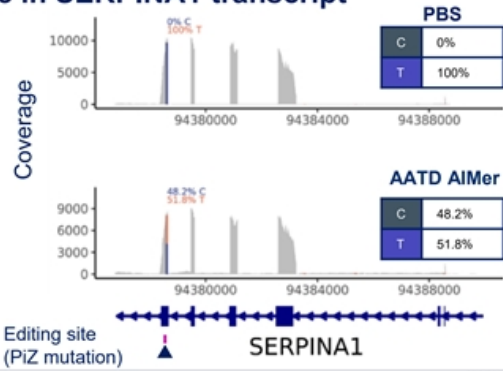 in SERPINA1 transcript
Coverage
0% C
100% T
10000
5000
0
94380000
94384000
94388000
PBS
C 0%
T 100%
48.2% C
51.8% T
9000
6000
3000
0
94380000
94384000
94388000
AATD AIMer
C 48.2%
T 51.8%
Editing site
(PiZ mutation)
SERPINA1